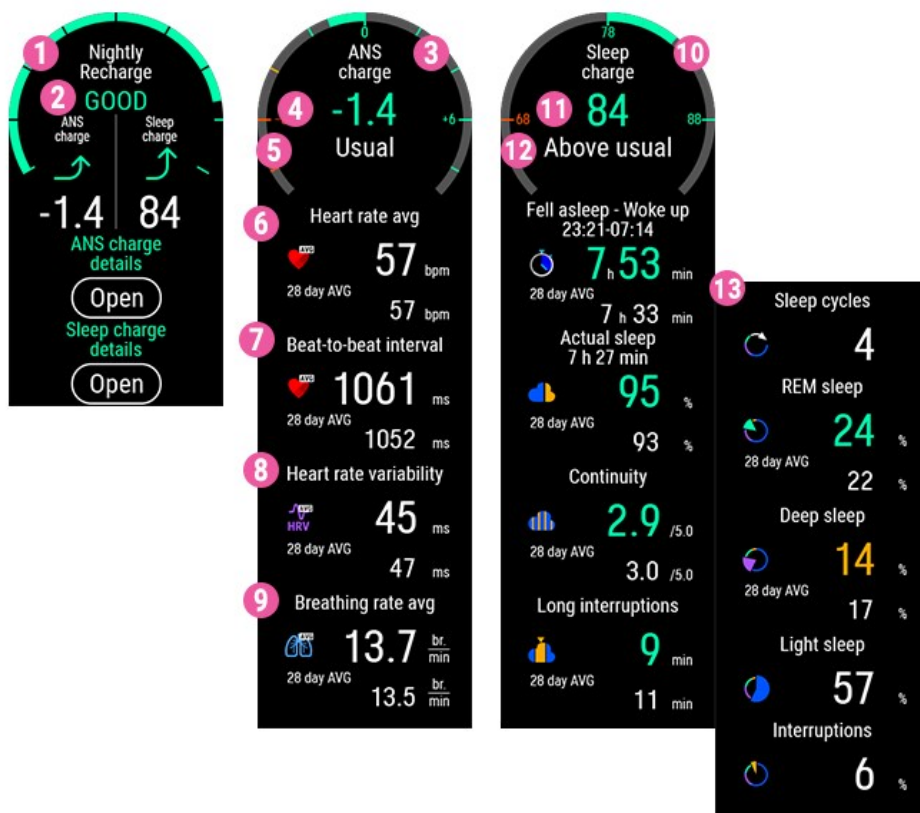 1
Nightly
Recharge
2
GOOD
ANS
charge
Sleep
charge
-1.4
84
ANS charge
details
Open
Sleep charge
details
Open
0
3
ANS
charge
4
-1.4
+6
5
Usual
6
Heart rate avg
AVG
57 bpm
28 day AVG
57 bpm
7
Beat-to-beat interval
AVG
1061 ms
28 day AVG
1052 ms
8
Heart rate variability
AVG
HRV
45 ms
28 day AVG
47 ms
9
Breathing rate avg
AVG
13.7 br./min
28 day AVG
13.5 br./min
78
10
Sleep
charge
68
11
84
88
12
Above usual
Fell asleep - Woke up
23:21-07:14
7 h 53 min
28 day AVG
7 h 33 min
Actual sleep
7 h 27 min
95 %
28 day AVG
93 %
Continuity
2.9 /5.0
28 day AVG
3.0 /5.0
Long interruptions
9 min
28 day AVG
11 min
13
Sleep cycles
4
REM sleep
24 %
28 day AVG
22 %
Deep sleep
14 %
28 day AVG
17 %
Light sleep
57 %
Interruptions
6 %